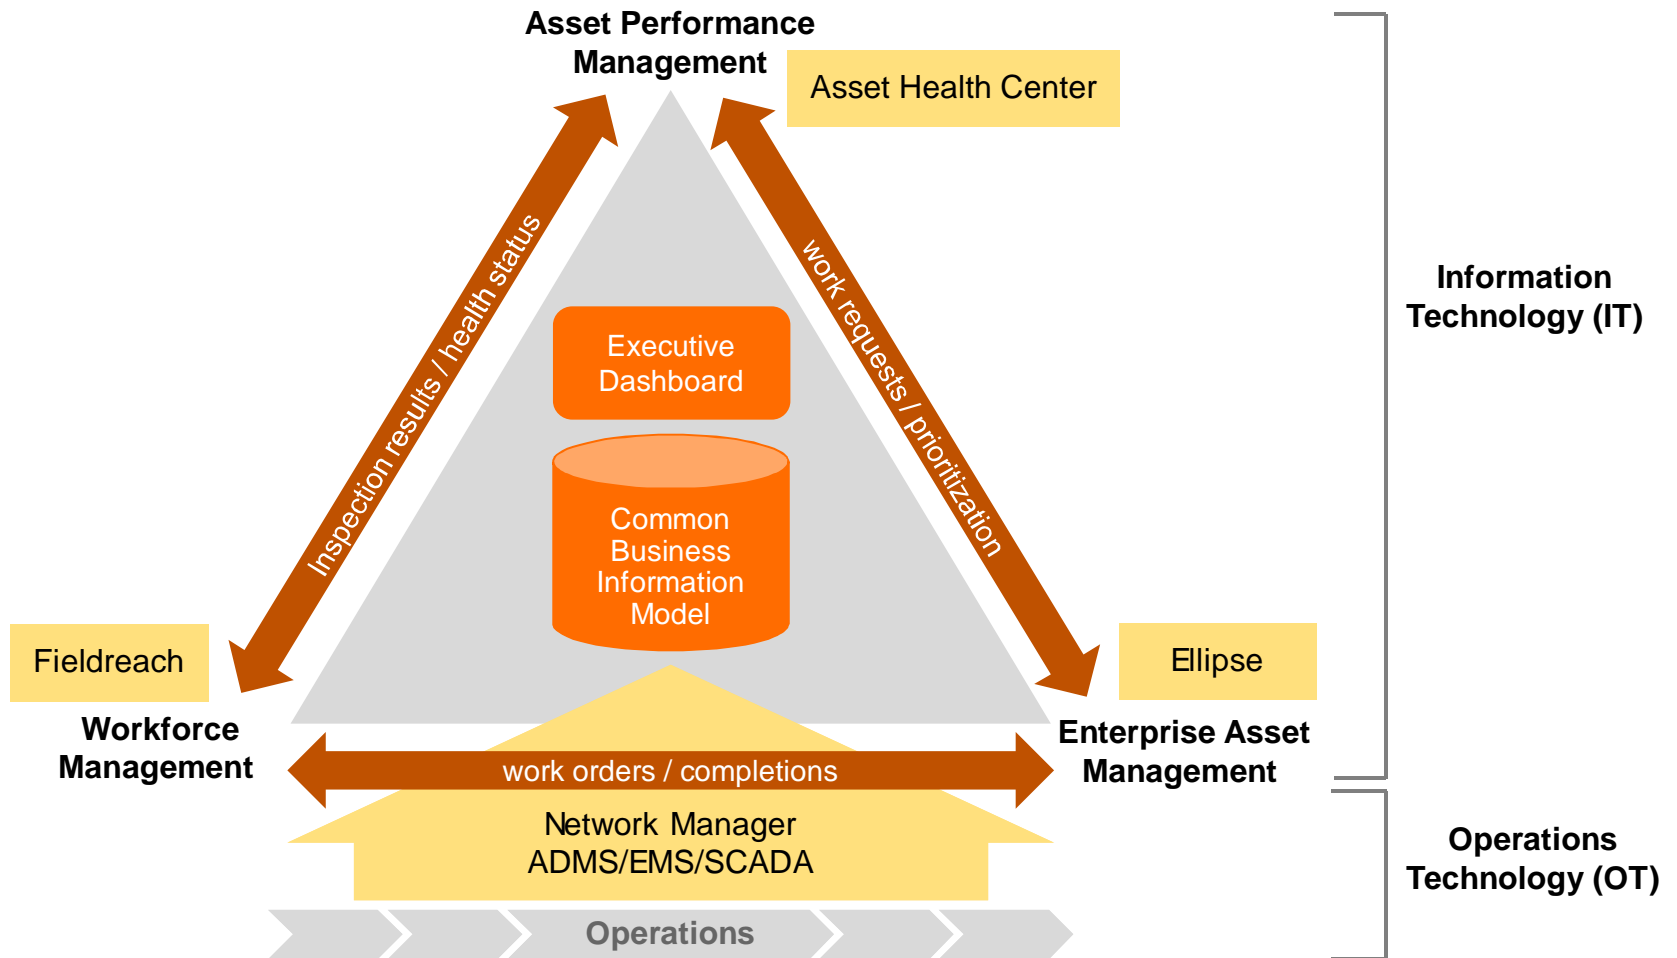 Asset Performance
Management
Asset Health Center
Inspection results / health status
work requests / prioritization
Information
Technology (IT)
Executive
Dashboard
Common
Business
Information
Model
Fieldreach
Ellipse
Workforce
Management
Enterprise Asset
Management
work orders / completions
Network Manager
ADMS/EMS/SCADA
Operations
Technology (OT)
Operations